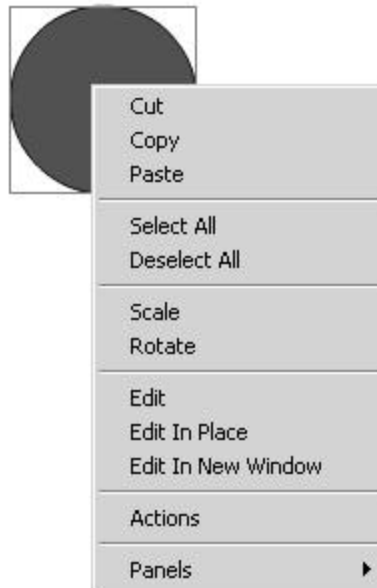 Cut
Copy
Paste
Select All
Deselect All
Scale
Rotate
Edit
Edit In Place
Edit In New Window
Actions
Panels